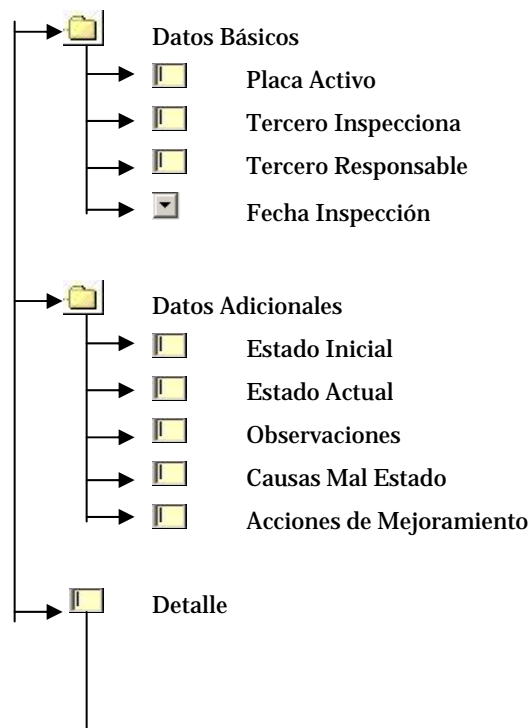 Datos Básicos
Placa Activo
Tercero Inspecciona
Tercero Responsable
Fecha Inspección
Datos Adicionales
Estado Inicial
Estado Actual
Observaciones
Causas Mal Estado
Acciones de Mejoramiento
Detalle